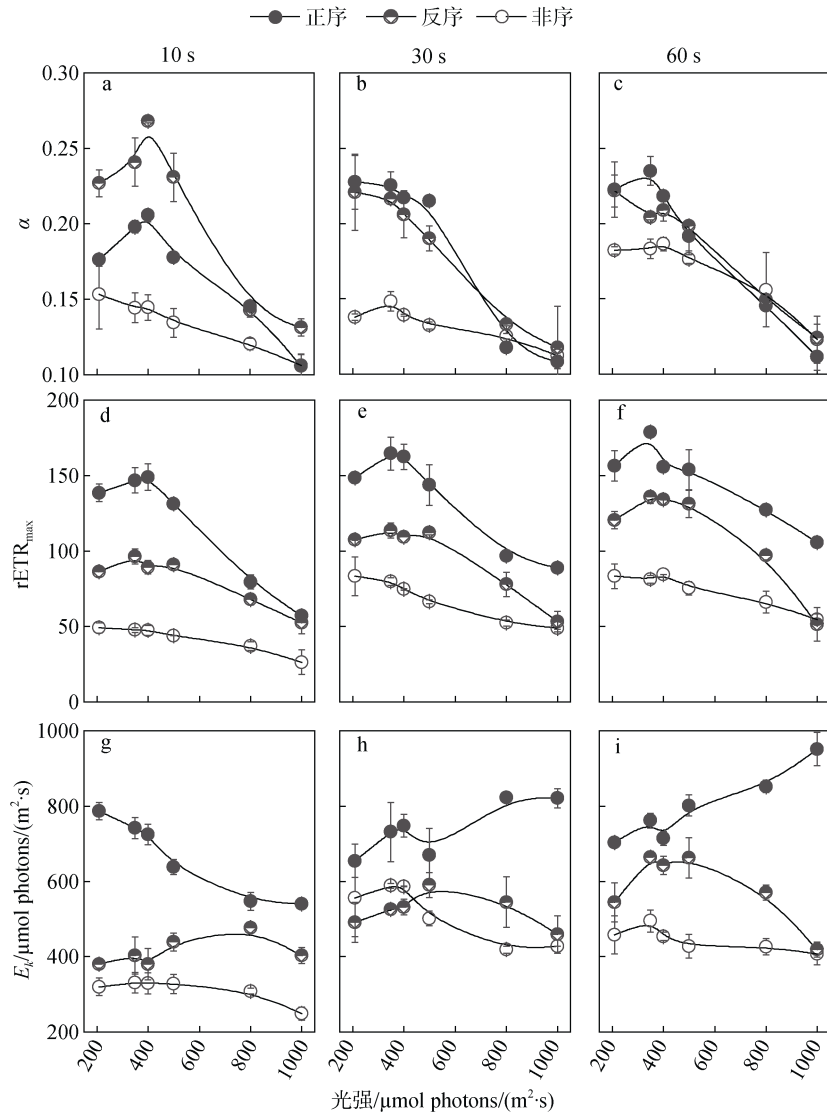 正序 反序 非序
10 s 30 s 60 s
0.30 a b c
0.25
α
0.20
0.15
0.10
200 d e f
150
rETRmax
100
50
0
1000 g h i
800
Ek/μmol photons/(m²·s)
600
400
200
200 400 600 800 1000 200 400 600 800 1000 200 400 600 800 1000
光强/μmol photons/(m²·s)